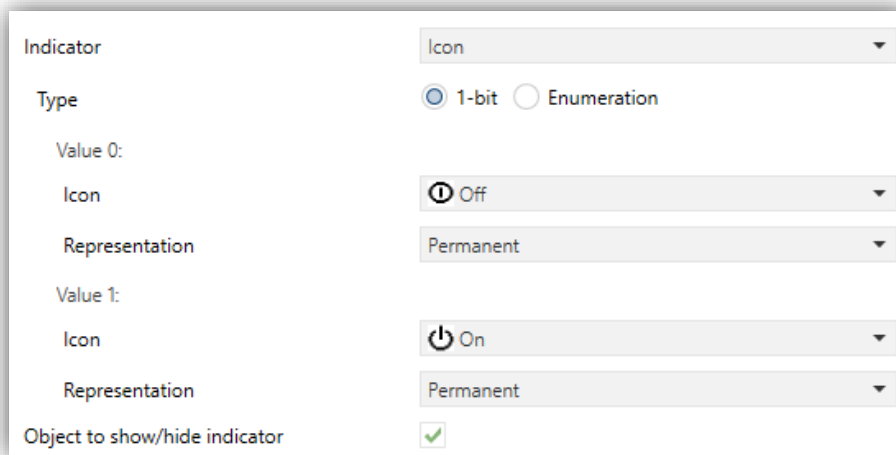 Indicator Icon
Type 1-bit Enumeration
Value 0:
Icon Off
Representation Permanent
Value 1:
Icon On
Representation Permanent
Object to show/hide indicator